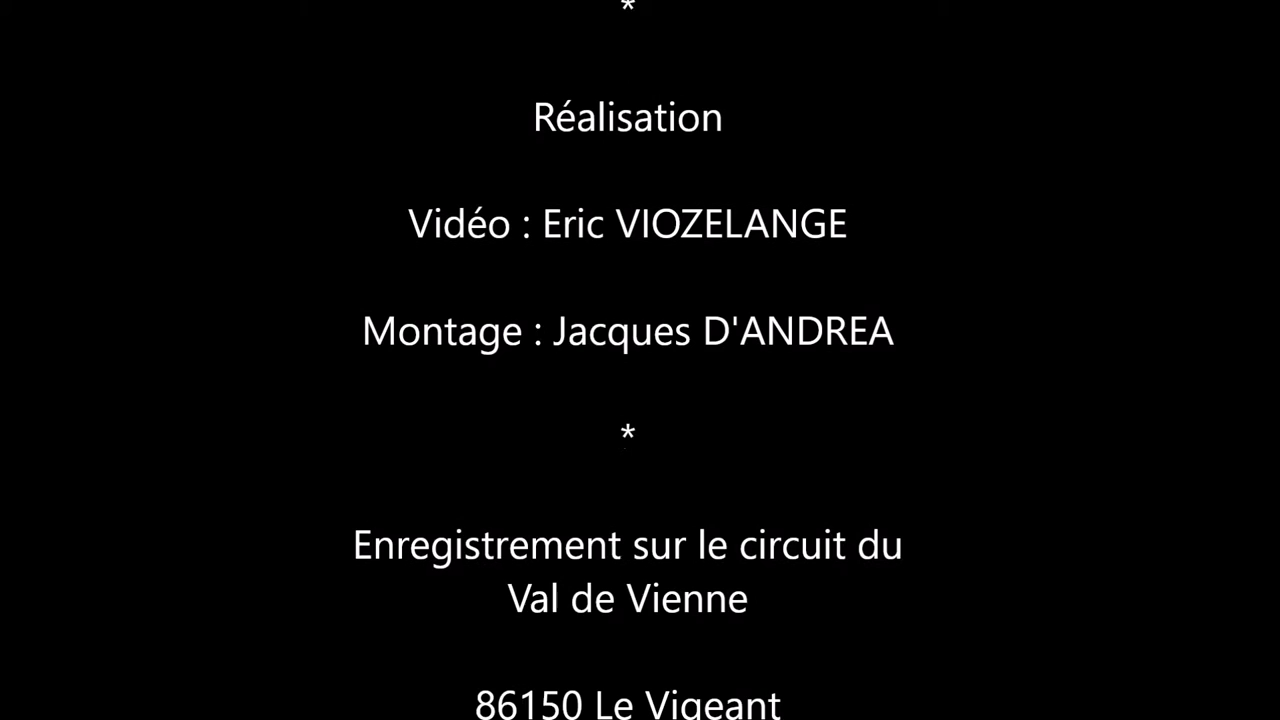 *
Réalisation
Vidéo : Eric VIOZELANGE
Montage : Jacques D'ANDREA
*
Enregistrement sur le circuit du
Val de Vienne
86150 Le Vigeant